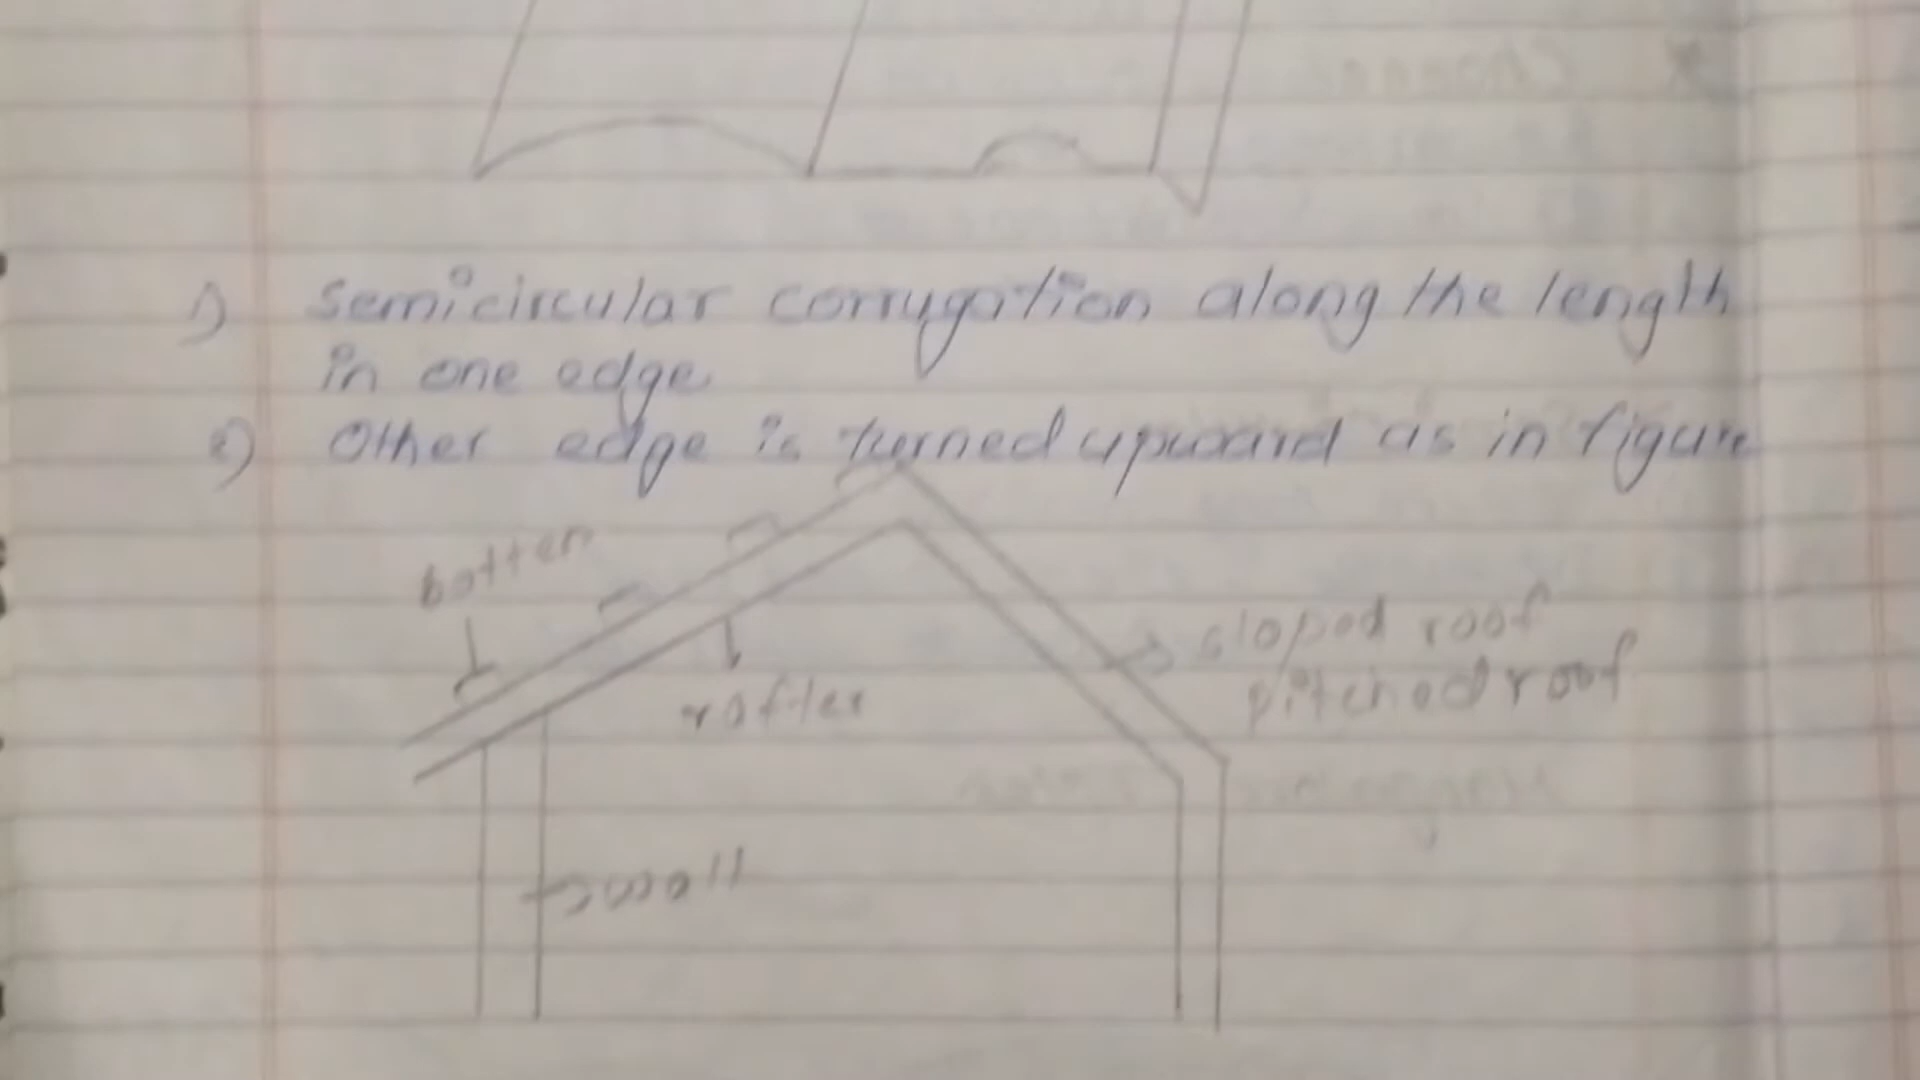 1) Semicircular corrugation along the length
in one edge
2) Other edge is turned upward as in figure
batten
rafter
sloped roof
pitched roof
wall